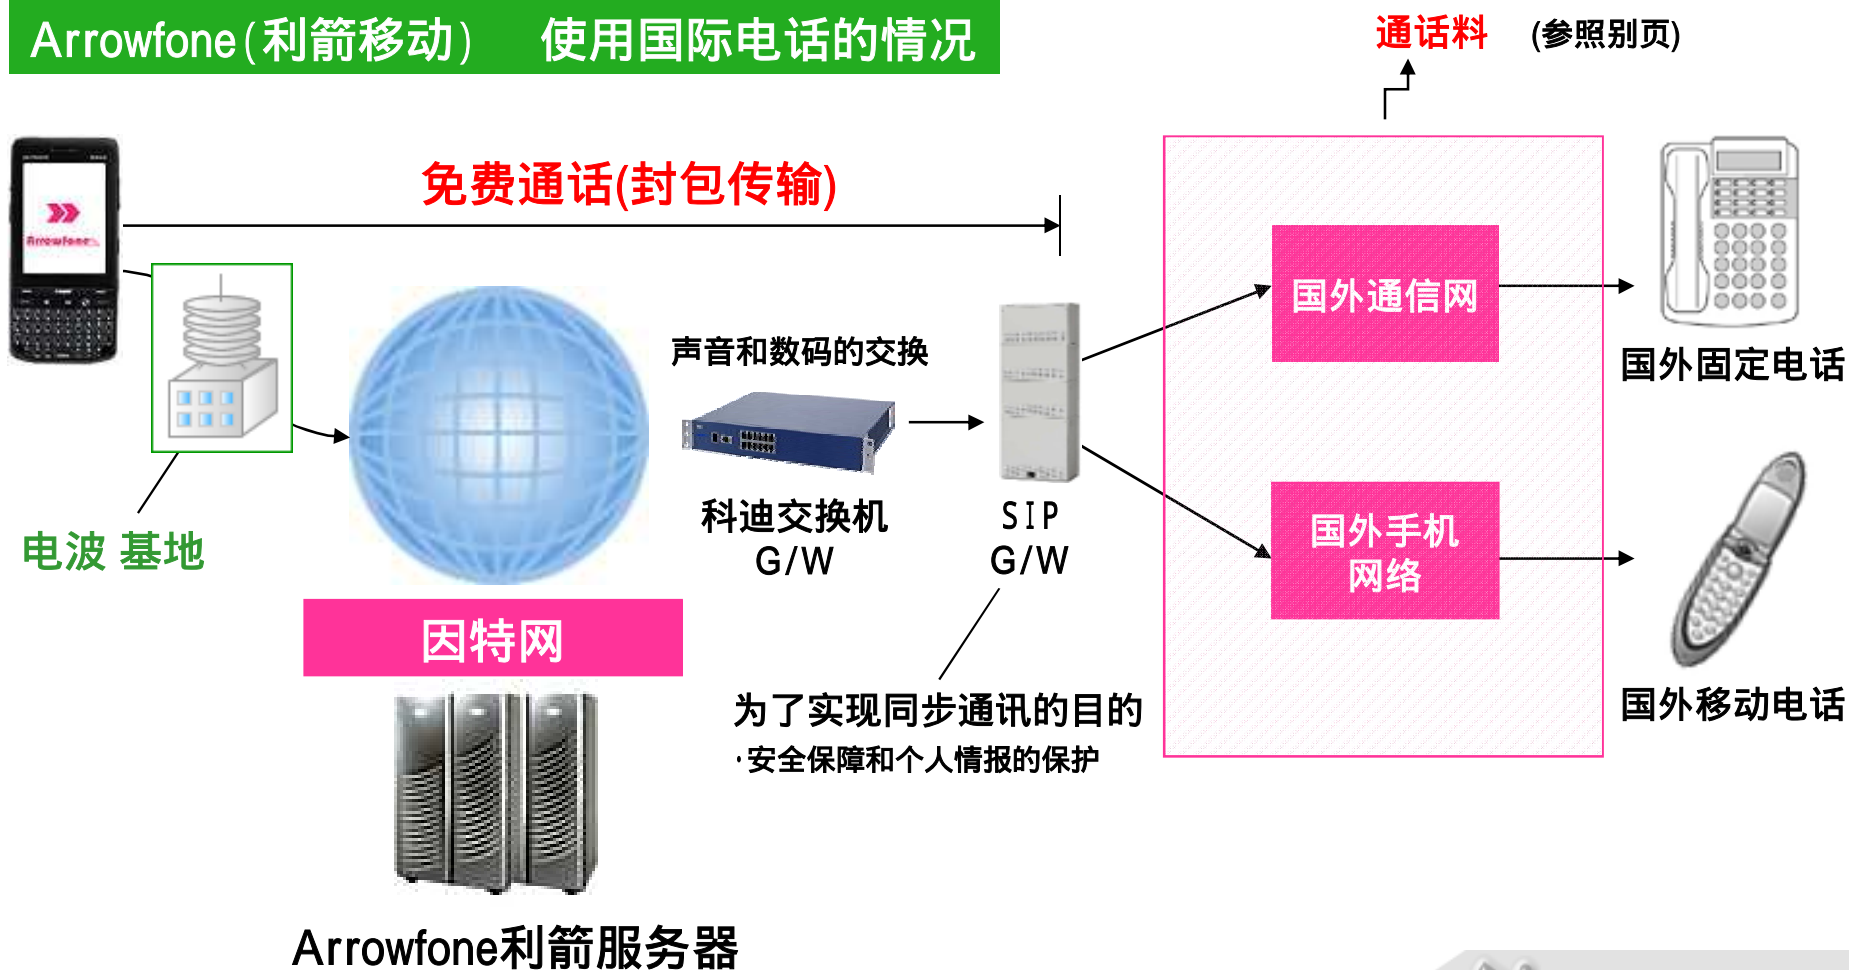 Arrowfone(利箭移动) 使用国际电话的情况
通话料 (参照别页)
免费通话(封包传输)
Arrowfone
国外通信网
声音和数码的交换
国外固定电话
科迪交换机
G/W
SIP
G/W
国外手机
网络
电波 基地
因特网
为了实现同步通讯的目的
·安全保障和个人情报的保护
国外移动电话
Arrowfone利箭服务器